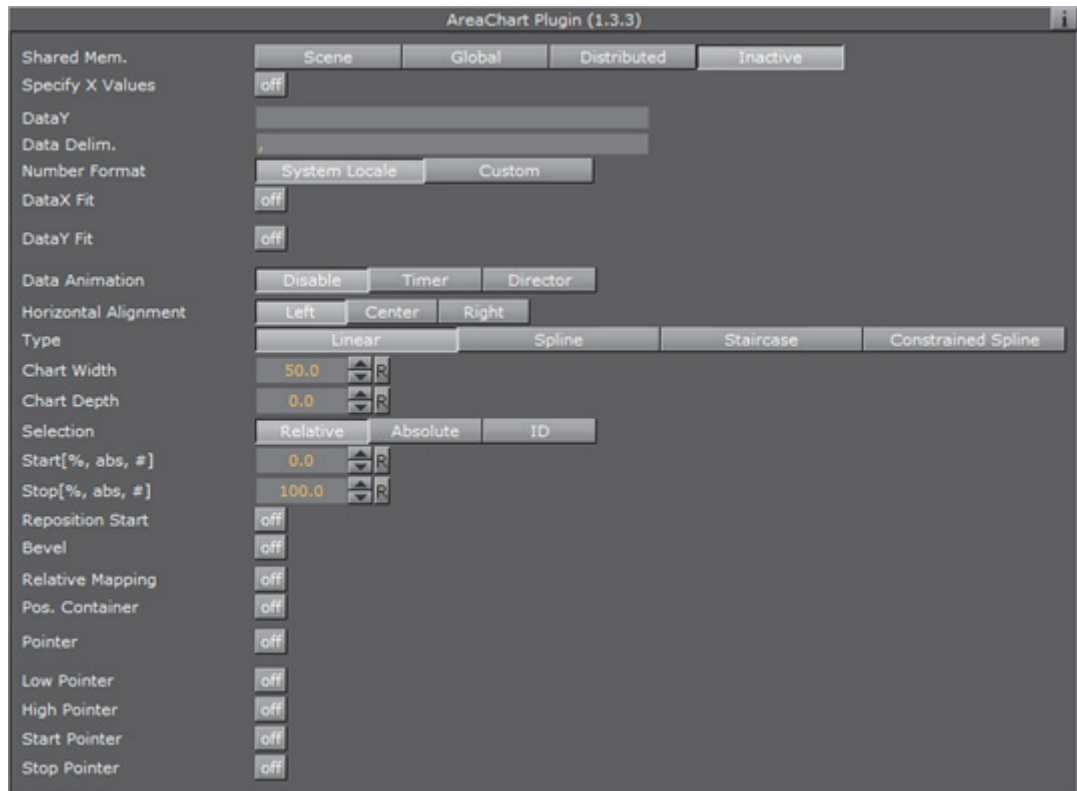 AreaChart Plugin (1.3.3) i
Shared Mem. Scene Global Distributed Inactive
Specify X Values off
DataY
Data Delim. ,
Number Format System Locale Custom
DataX Fit off
DataY Fit off
Data Animation Disable Timer Director
Horizontal Alignment Left Center Right
Type Linear Spline Staircase Constrained Spline
Chart Width 50.0 R
Chart Depth 0.0 R
Selection Relative Absolute ID
Start[%, abs, #] 0.0 R
Stop[%, abs, #] 100.0 R
Reposition Start off
Bevel off
Relative Mapping off
Pos. Container off
Pointer off
Low Pointer off
High Pointer off
Start Pointer off
Stop Pointer off